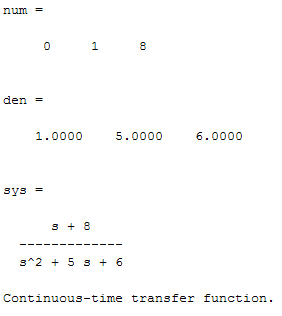 num =
0 1 8
den =
1.0000 5.0000 6.0000
sys =
s + 8
-------------
s^2 + 5 s + 6
Continuous-time transfer function.